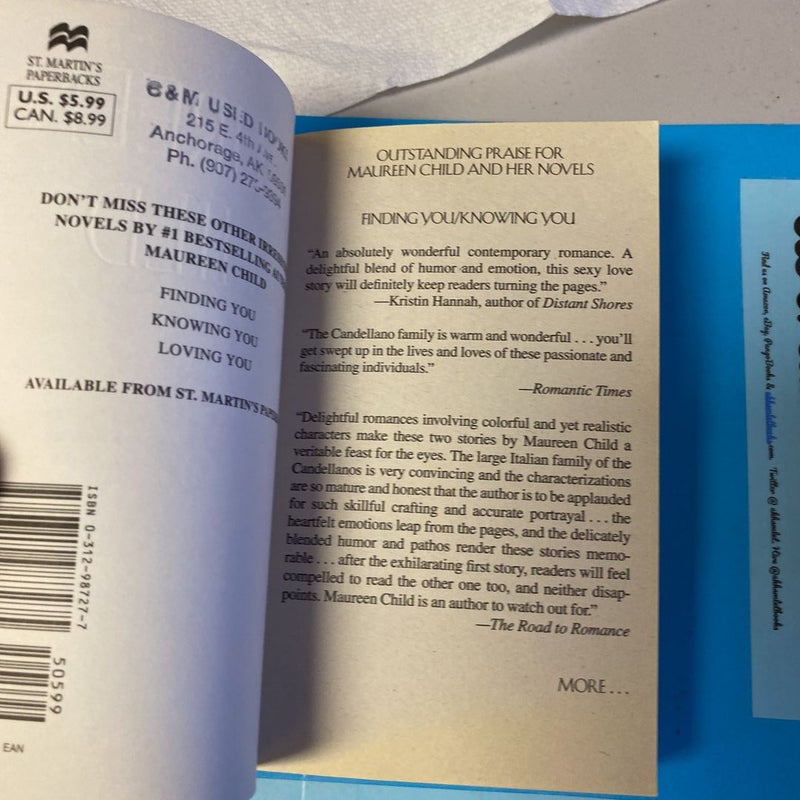 ST. MARTIN'S
PAPERBACKS
U.S. $5.99
CAN. $8.99
215 E. 4th
Anchorage, AK
Ph. (907)
DON'T MISS THESE OTHER
NOVELS BY #1 BESTSELLING
MAUREEN CHILD
FINDING YOU
KNOWING YOU
LOVING YOU
AVAILABLE FROM ST. MARTIN'S
ISBN 0-312-98727-7
50599
EAN
OUTSTANDING PRAISE FOR
MAUREEN CHILD AND HER NOVELS
FINDING YOU/KNOWING YOU
“An absolutely wonderful contemporary romance. A
delightful blend of humor and emotion, this sexy love
story will definitely keep readers turning the pages.”
—Kristin Hannah, author of Distant Shores
“The Candellano family is warm and wonderful . . . you'll
get swept up in the lives and loves of these passionate and
fascinating individuals.”
—Romantic Times
“Delightful romances involving colorful and yet realistic
characters make these two stories by Maureen Child a
veritable feast for the eyes. The large Italian family of the
Candellanos is very convincing and the characterizations
are so mature and honest that the author is to be applauded
for such skillful crafting and accurate portrayal . . . the
heartfelt emotions leap from the pages, and the delicately
blended humor and pathos render these stories memo-
rable . . . after the exhilarating first story, readers will feel
compelled to read the other one too, and neither disap-
points. Maureen Child is an author to watch out for.”
—The Road to Romance
MORE . . .
Find us on Amazon, eBay, PangoBooks &